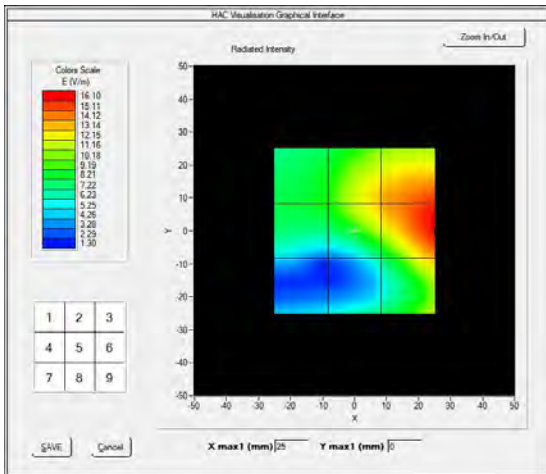 HAC Visualisation Graphical Interface
Zoom In/Out
Radiated Intensity
Colors Scale
E (V/m)
16.10
15.11
14.12
13.14
12.15
11.16
10.18
9.19
8.21
7.22
6.23
5.25
4.26
3.28
2.29
1.30
50
40
30
20
10
0
-10
-20
-30
-40
-50
Y
-50 -40 -30 -20 -10 0 10 20 30 40 50
X
1 2 3
4 5 6
7 8 9
SAVE Cancel X max1 (mm) 25 Y max1 (mm) 0